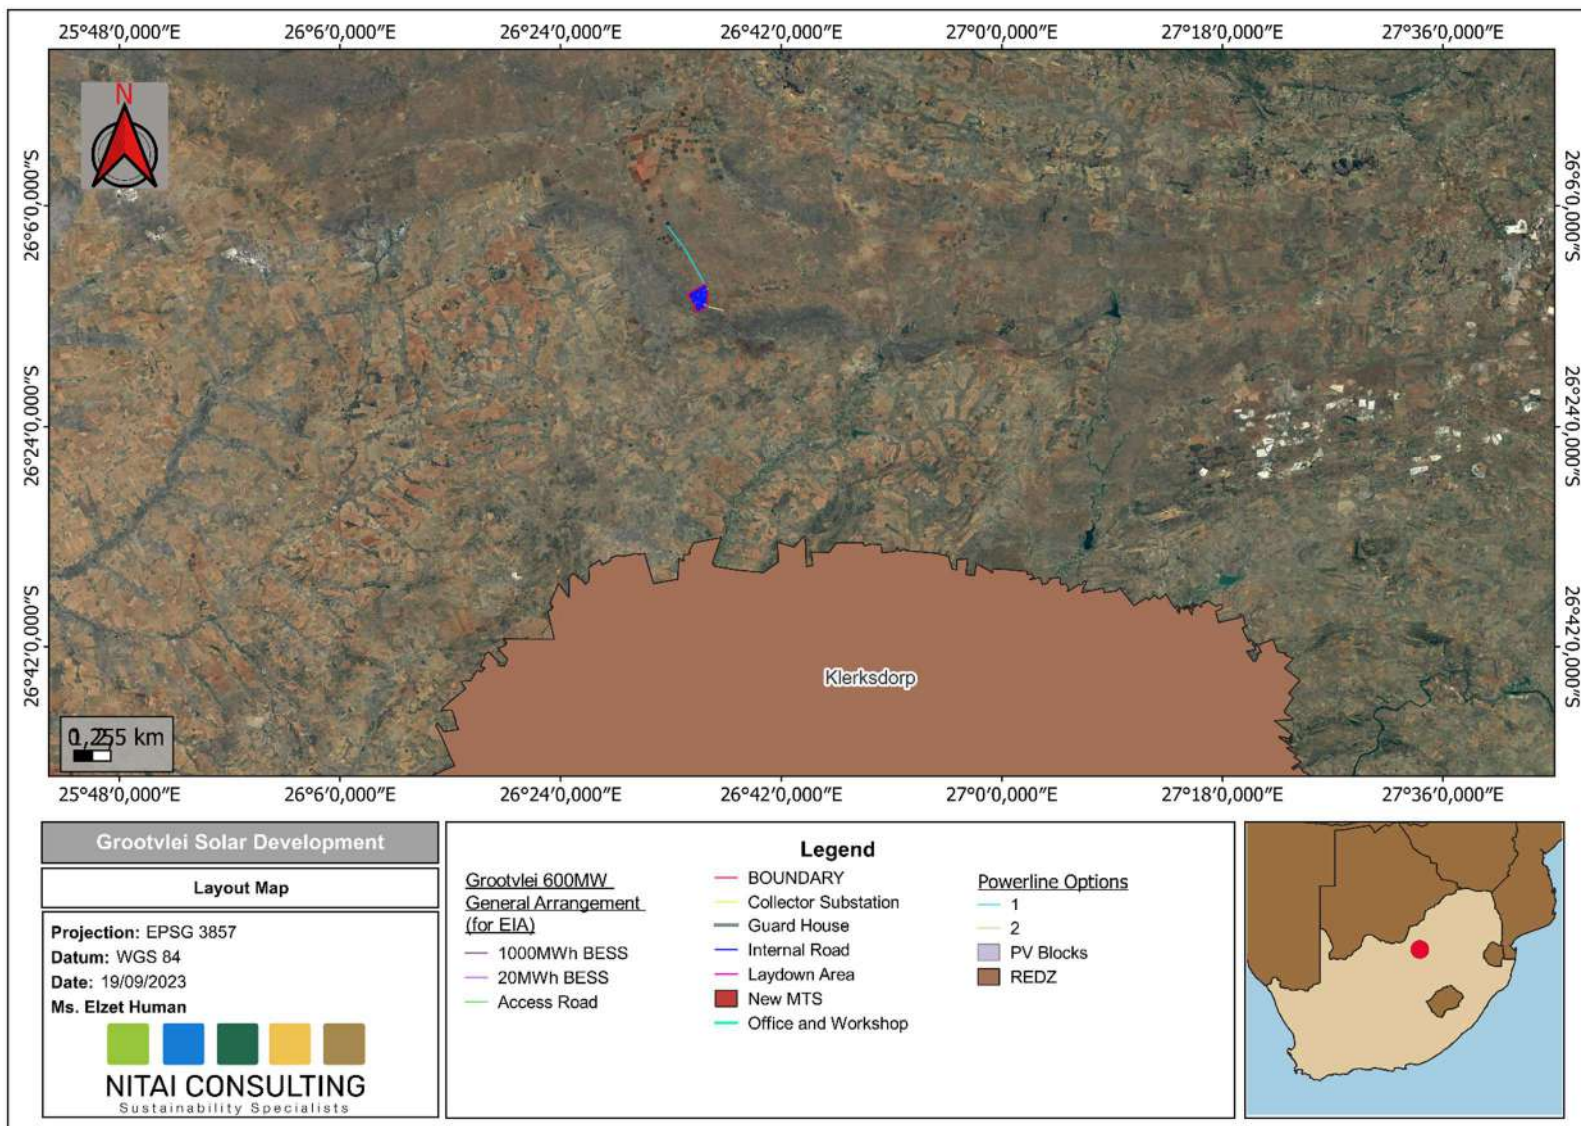 25°48'0,000"E 26°6'0,000"E 26°24'0,000"E 26°42'0,000"E 27°0'0,000"E 27°18'0,000"E 27°36'0,000"E
N
26°6'0,000"S 26°6'0,000"S
26°24'0,000"S 26°24'0,000"S
26°42'0,000"S 26°42'0,000"S
Klerksdorp
25°48'0,000"E 26°6'0,000"E 26°24'0,000"E 26°42'0,000"E 27°0'0,000"E 27°18'0,000"E 27°36'0,000"E
Grootvlei Solar Development
Layout Map
Projection: EPSG 3857
Datum: WGS 84
Date: 19/09/2023
Ms. Elzet Human
NITAI CONSULTING
Sustainability Specialists
Legend
Grootvlei 600MW
General Arrangement
(for EIA)
1000MWh BESS
20MWh BESS
Access Road
BOUNDARY
Collector Substation
Guard House
Internal Road
Laydown Area
New MTS
Office and Workshop
Powerline Options
1
2
PV Blocks
REDZ